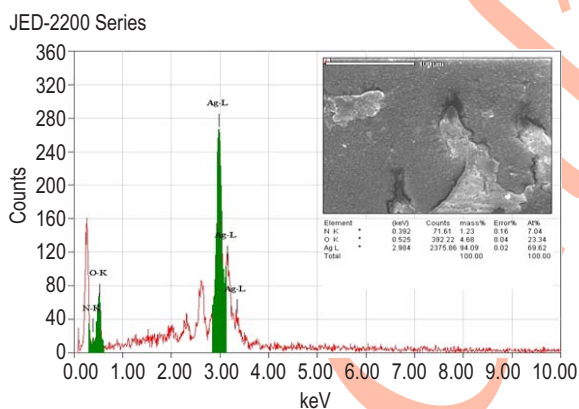 JED-2200 Series
360
320
280
240
200
160
120
80
40
0
Counts
0.00 1.00 2.00 3.00 4.00 5.00 6.00 7.00 8.00 9.00 10.00
keV
Ag-L
Ag-L
Ag-L
O-K
N-K
Element (keV) Counts mass% Error% At%
N K * 0.392 71.61 1.23 0.16 7.04
O K * 0.525 392.22 4.68 0.04 23.34
Ag L * 2.984 2375.86 94.09 0.02 69.62
Total 100.00 100.00